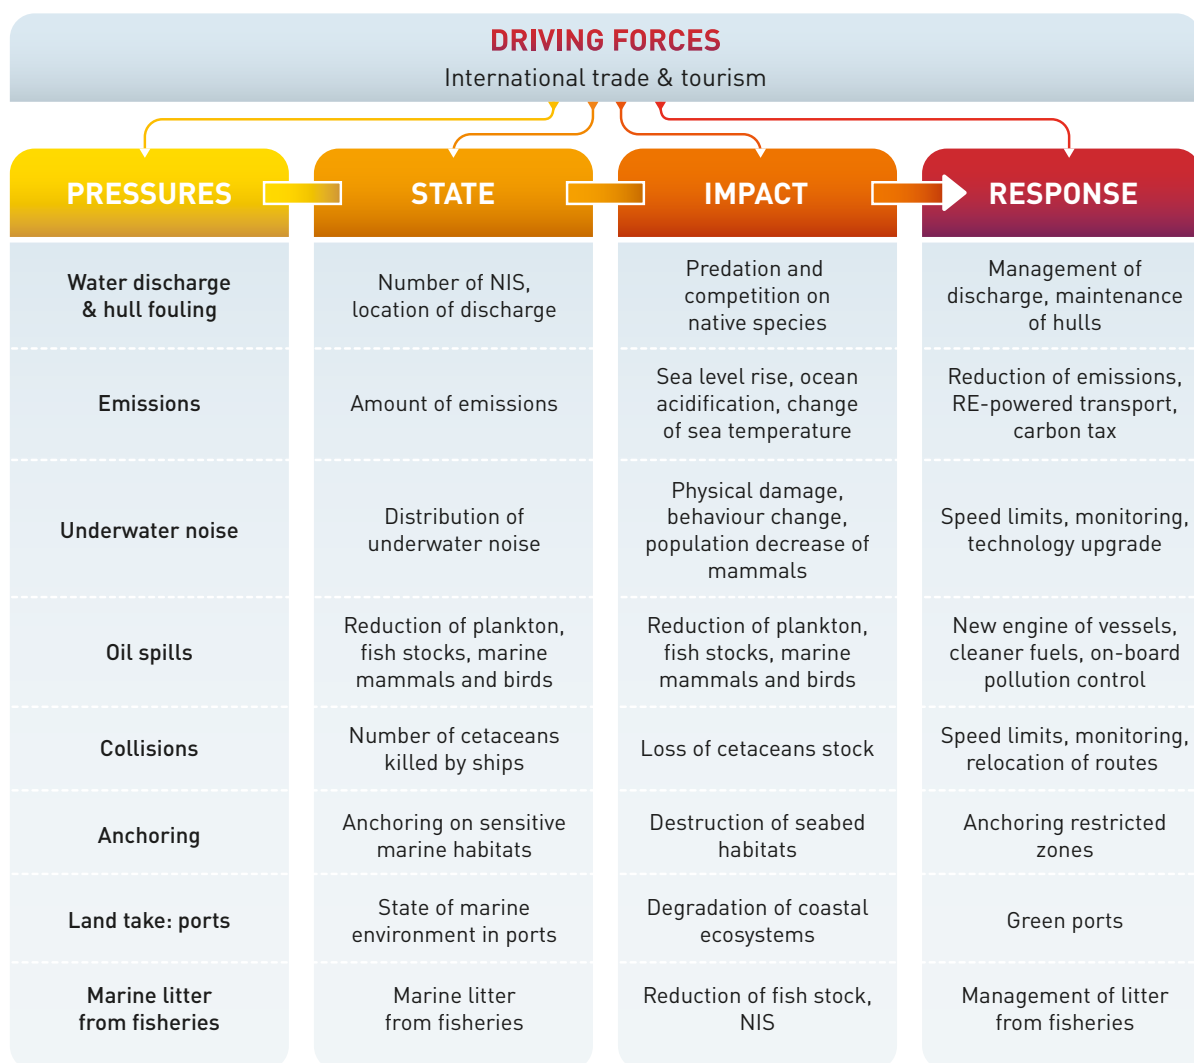 DRIVING FORCES
International trade & tourism
PRESSURES
STATE
IMPACT
RESPONSE
Water discharge
& hull fouling
Number of NIS,
location of discharge
Predation and
competition on
native species
Management of
discharge, maintenance
of hulls
Emissions
Amount of emissions
Sea level rise, ocean
acidification, change
of sea temperature
Reduction of emissions,
RE-powered transport,
carbon tax
Underwater noise
Distribution of
underwater noise
Physical damage,
behaviour change,
population decrease of
mammals
Speed limits, monitoring,
technology upgrade
Oil spills
Reduction of plankton,
fish stocks, marine
mammals and birds
Reduction of plankton,
fish stocks, marine
mammals and birds
New engine of vessels,
cleaner fuels, on-board
pollution control
Collisions
Number of cetaceans
killed by ships
Loss of cetaceans stock
Speed limits, monitoring,
relocation of routes
Anchoring
Anchoring on sensitive
marine habitats
Destruction of seabed
habitats
Anchoring restricted
zones
Land take: ports
State of marine
environment in ports
Degradation of coastal
ecosystems
Green ports
Marine litter
from fisheries
Marine litter
from fisheries
Reduction of fish stock,
NIS
Management of litter
from fisheries